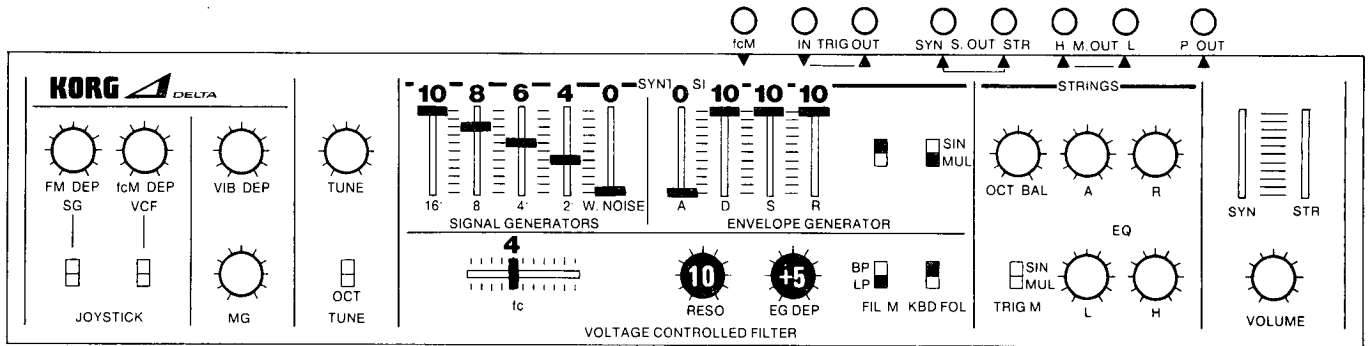 fcM IN TRIG OUT SYN S. OUT STR H M. OUT L P OUT
KORG DELTA
SYNT SI
STRINGS
10 8 6 4 0 0 10 10 10
SIN
MUL
FM DEP fcM DEP VIB DEP TUNE
OCT BAL A R
SG VCF
16' 8 4' 2 W. NOISE A D S R
SYN STR
SIGNAL GENERATORS ENVELOPE GENERATOR
EQ
4
10 +5
BP
LP
SIN
MUL
fc RESO EG DEP FIL M KBD FOL TRIG M L H
OCT
JOYSTICK MG TUNE
VOLUME
VOLTAGE CONTROLLED FILTER